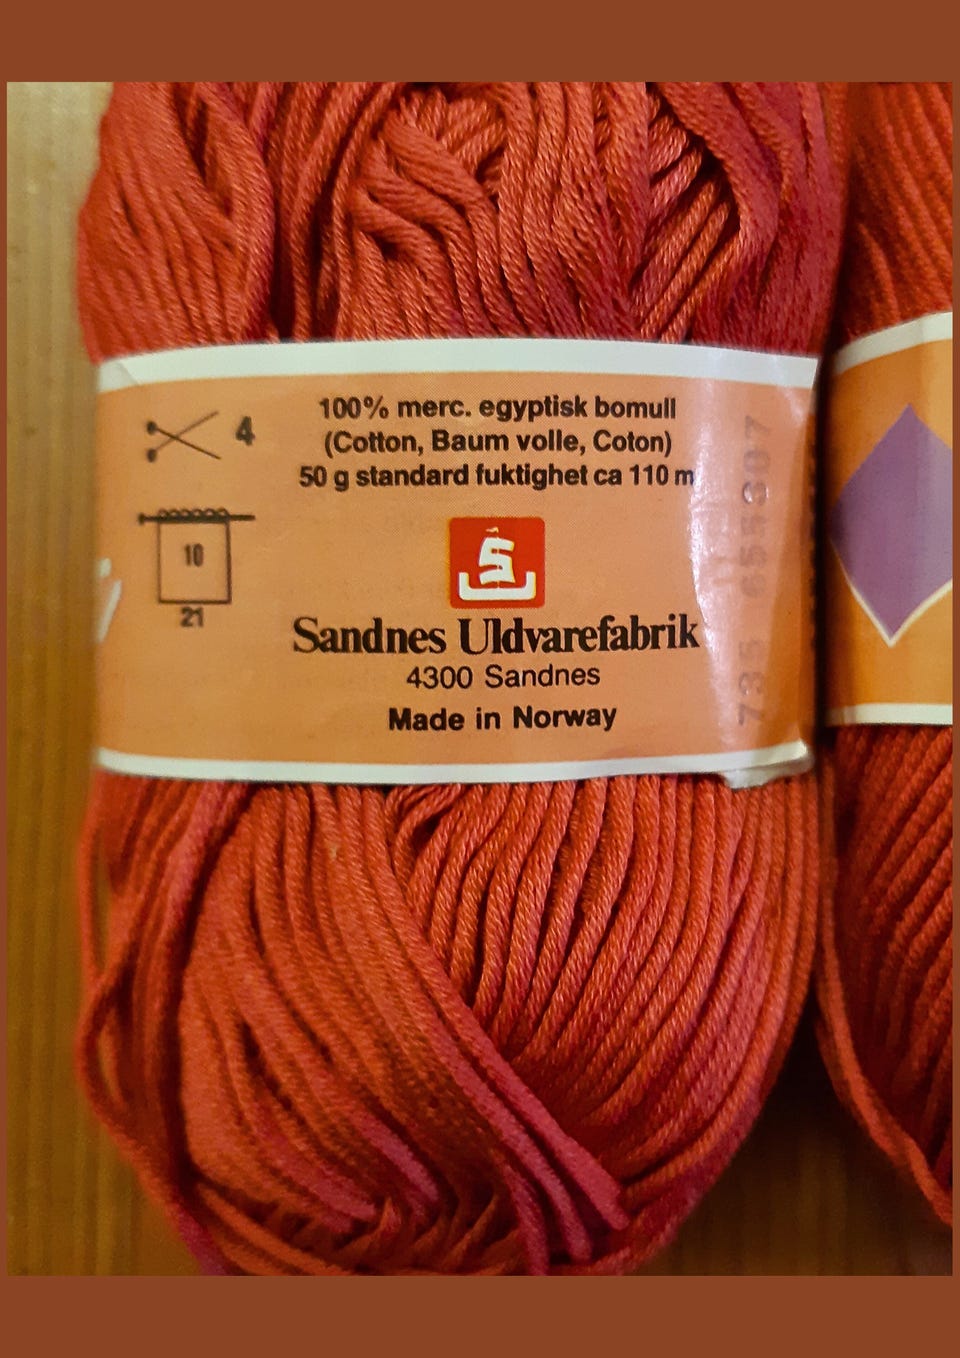 4
100% merc. egyptisk bomull
(Cotton, Baum volle, Coton)
50 g standard fuktighet ca 110 m
10
21
S
Sandnes Uldvarefabrik
4300 Sandnes
Made in Norway